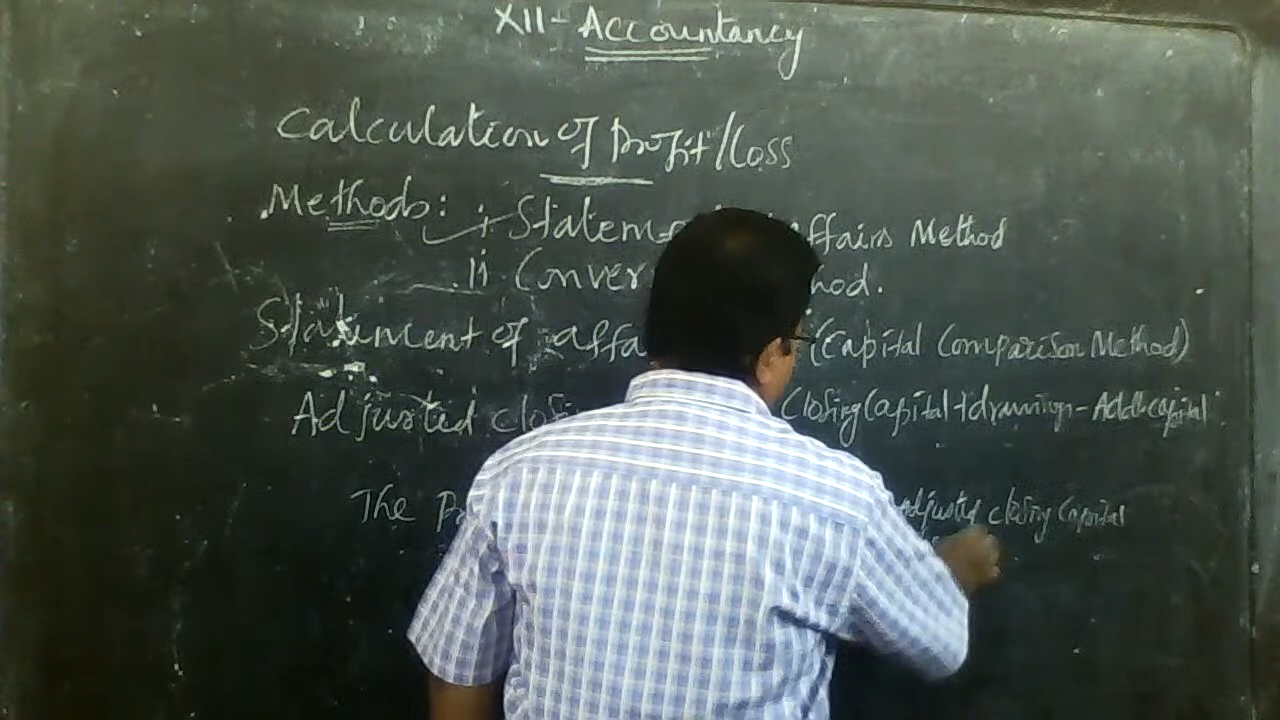 XII - Accountancy
Calculation of Profit/Loss
Methods: i Statem ffairs Method
ii Conver hod.
Statement of affa (Capital Comparison Method)
Adjusted clo Closing Capital + drawings - Addl. capital
The P adjusted closing Capital